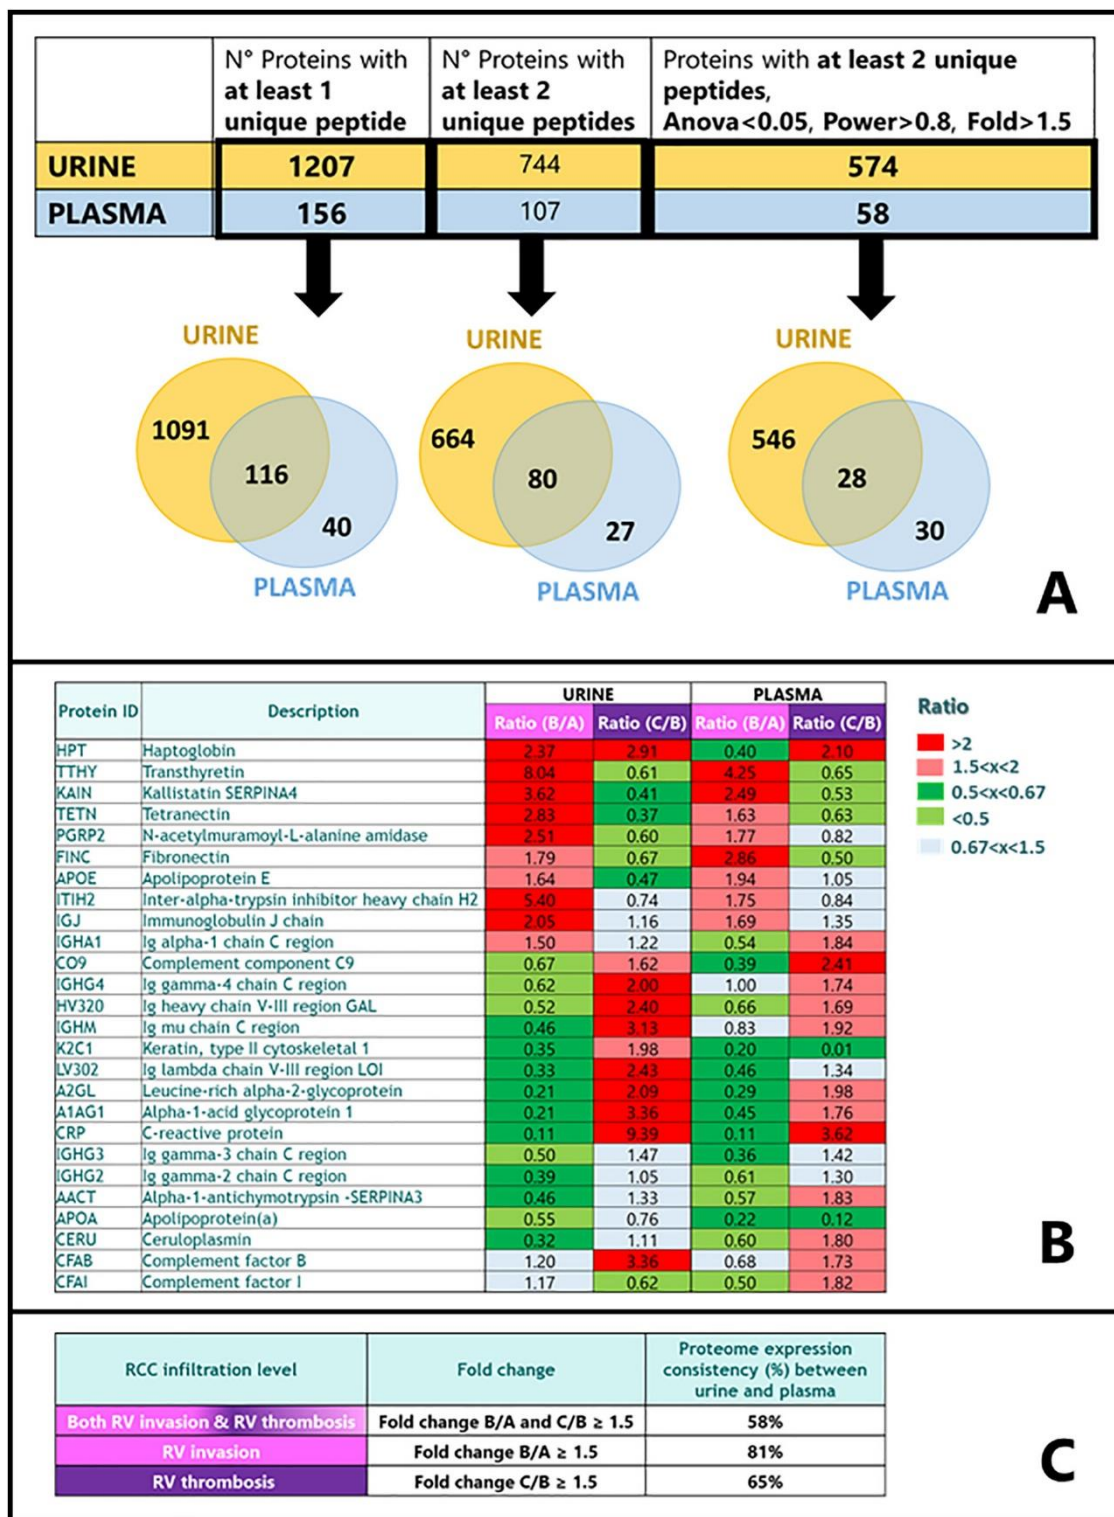 N° Proteins with
at least 1
unique peptide
N° Proteins with
at least 2
unique peptides
Proteins with at least 2 unique
peptides,
Anova<0.05, Power>0.8, Fold>1.5
URINE 1207 744 574
PLASMA 156 107 58
URINE URINE URINE
1091 116 40
664 80 27
546 28 30
PLASMA PLASMA PLASMA
A
Protein ID Description URINE PLASMA
Ratio (B/A) Ratio (C/B) Ratio (B/A) Ratio (C/B)
HPT Haptoglobin 2.37 2.91 0.40 2.10
TTHY Transthyretin 8.04 0.61 4.25 0.65
KAIN Kallistatin SERPINA4 3.62 0.41 2.49 0.53
TETN Tetranectin 2.83 0.37 1.63 0.63
PGRP2 N-acetylmuramoyl-L-alanine amidase 2.51 0.60 1.77 0.82
FINC Fibronectin 1.79 0.67 2.86 0.50
APOE Apolipoprotein E 1.64 0.47 1.94 1.05
ITIH2 Inter-alpha-trypsin inhibitor heavy chain H2 5.40 0.74 1.75 0.84
IGJ Immunoglobulin J chain 2.05 1.16 1.69 1.35
IGHA1 Ig alpha-1 chain C region 1.50 1.22 0.54 1.84
CO9 Complement component C9 0.67 1.62 0.39 2.41
IGHG4 Ig gamma-4 chain C region 0.62 2.00 1.00 1.74
HV320 Ig heavy chain V-III region GAL 0.52 2.40 0.66 1.69
IGHM Ig mu chain C region 0.46 3.13 0.83 1.92
K2C1 Keratin, type II cytoskeletal 1 0.35 1.98 0.20 0.01
LV302 Ig lambda chain V-III region LOI 0.33 2.43 0.46 1.34
A2GL Leucine-rich alpha-2-glycoprotein 0.21 2.09 0.29 1.98
A1AG1 Alpha-1-acid glycoprotein 1 0.21 3.36 0.45 1.76
CRP C-reactive protein 0.11 9.39 0.11 3.62
IGHG3 Ig gamma-3 chain C region 0.50 1.47 0.36 1.42
IGHG2 Ig gamma-2 chain C region 0.39 1.05 0.61 1.30
AACT Alpha-1-antichymotrypsin -SERPINA3 0.46 1.33 0.57 1.83
APOA Apolipoprotein(a) 0.55 0.76 0.22 0.12
CERU Ceruloplasmin 0.32 1.11 0.60 1.80
CFAB Complement factor B 1.20 3.36 0.68 1.73
CFAI Complement factor I 1.17 0.62 0.50 1.82
Ratio
>2
1.5<x<2
0.5<x<0.67
<0.5
0.67<x<1.5
B
RCC infiltration level
Fold change
Proteome expression
consistency (%) between
urine and plasma
Both RV invasion & RV thrombosis Fold change B/A and C/B ≥ 1.5 58%
RV invasion Fold change B/A ≥ 1.5 81%
RV thrombosis Fold change C/B ≥ 1.5 65%
C